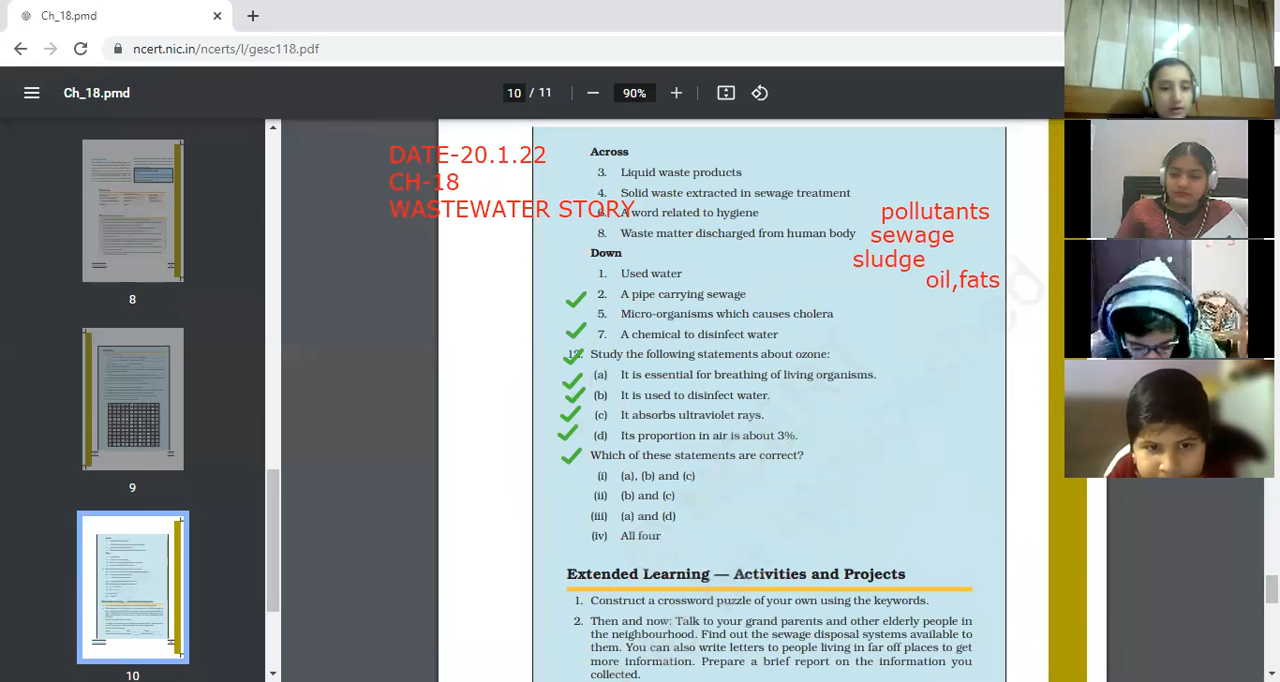 Ch_18.pmd
ncert.nic.in/ncerts/l/gesc118.pdf
Ch_18.pmd
10 / 11
90%
8
9
10
DATE-20.1.22
CH-18
WASTEWATER STORY
Across
3. Liquid waste products
4. Solid waste extracted in sewage treatment
6. A word related to hygiene
8. Waste matter discharged from human body
Down
1. Used water
2. A pipe carrying sewage
5. Micro-organisms which causes cholera
7. A chemical to disinfect water
12. Study the following statements about ozone:
(a) It is essential for breathing of living organisms.
(b) It is used to disinfect water.
(c) It absorbs ultraviolet rays.
(d) Its proportion in air is about 3%.
Which of these statements are correct?
(i) (a), (b) and (c)
(ii) (b) and (c)
(iii) (a) and (d)
(iv) All four
pollutants
sewage
sludge
oil,fats
Extended Learning — Activities and Projects
1. Construct a crossword puzzle of your own using the keywords.
2. Then and now: Talk to your grand parents and other elderly people in
the neighbourhood. Find out the sewage disposal systems available to
them. You can also write letters to people living in far off places to get
more information. Prepare a brief report on the information you
collected.